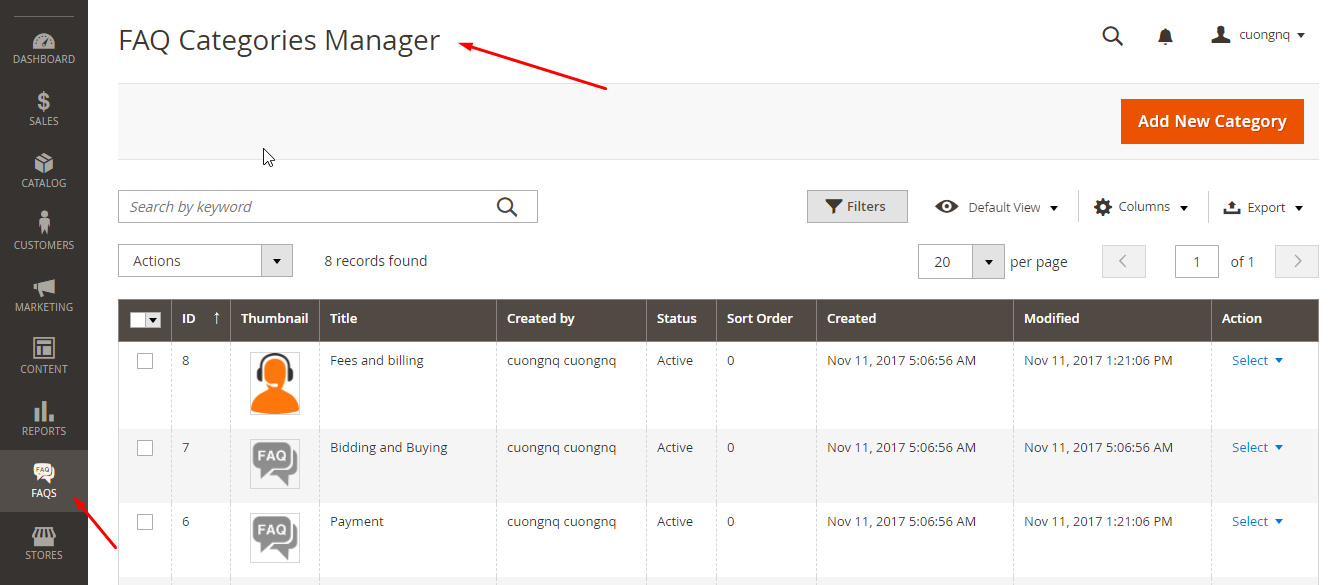 FAQ Categories Manager
cuongnq
DASHBOARD
SALES
CATALOG
CUSTOMERS
MARKETING
CONTENT
REPORTS
FAQ
FAQS
STORES
Add New Category
Search by keyword
Filters
Default View
Columns
Export
Actions
8 records found
20 per page
1 of 1
ID ↑ Thumbnail Title Created by Status Sort Order Created Modified Action
8 Fees and billing cuongnq cuongnq Active 0 Nov 11, 2017 5:06:56 AM Nov 11, 2017 1:21:06 PM Select
7 FAQ Bidding and Buying cuongnq cuongnq Active 0 Nov 11, 2017 5:06:56 AM Nov 11, 2017 5:06:56 AM Select
6 FAQ Payment cuongnq cuongnq Active 0 Nov 11, 2017 5:06:56 AM Nov 11, 2017 1:21:06 PM Select